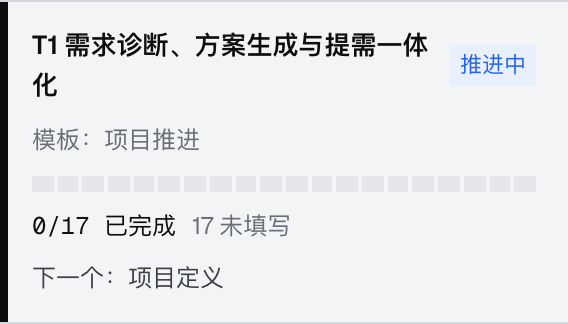 T1 需求诊断、方案生成与提需一体
化
推进中
模板：项目推进
0/17 已完成 17 未填写
下一个：项目定义